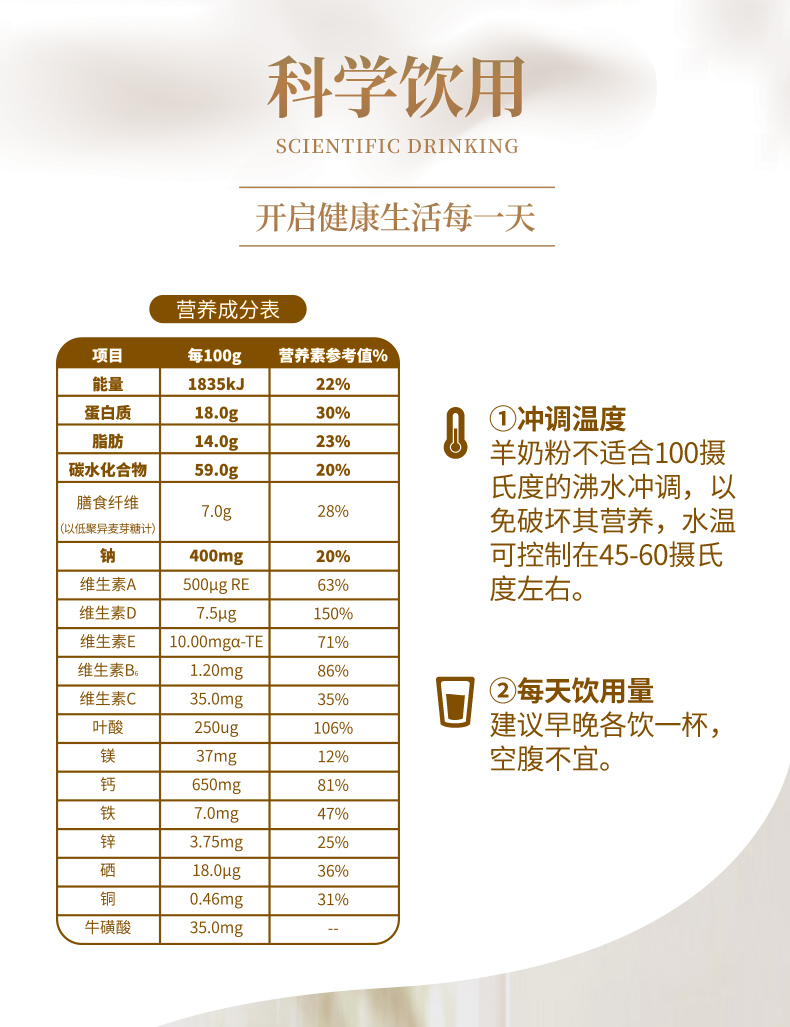 科学饮用
SCIENTIFIC DRINKING
开启健康生活每一天
营养成分表
项目 每100g 营养素参考值%
能量 1835kJ 22%
蛋白质 18.0g 30%
脂肪 14.0g 23%
碳水化合物 59.0g 20%
膳食纤维
(以低聚异麦芽糖计) 7.0g 28%
钠 400mg 20%
维生素A 500μg RE 63%
维生素D 7.5μg 150%
维生素E 10.00mgα-TE 71%
维生素B₆ 1.20mg 86%
维生素C 35.0mg 35%
叶酸 250ug 106%
镁 37mg 12%
钙 650mg 81%
铁 7.0mg 47%
锌 3.75mg 25%
硒 18.0μg 36%
铜 0.46mg 31%
牛磺酸 35.0mg --
①冲调温度
羊奶粉不适合100摄
氏度的沸水冲调，以
免破坏其营养，水温
可控制在45-60摄氏
度左右。
②每天饮用量
建议早晚各饮一杯，
空腹不宜。